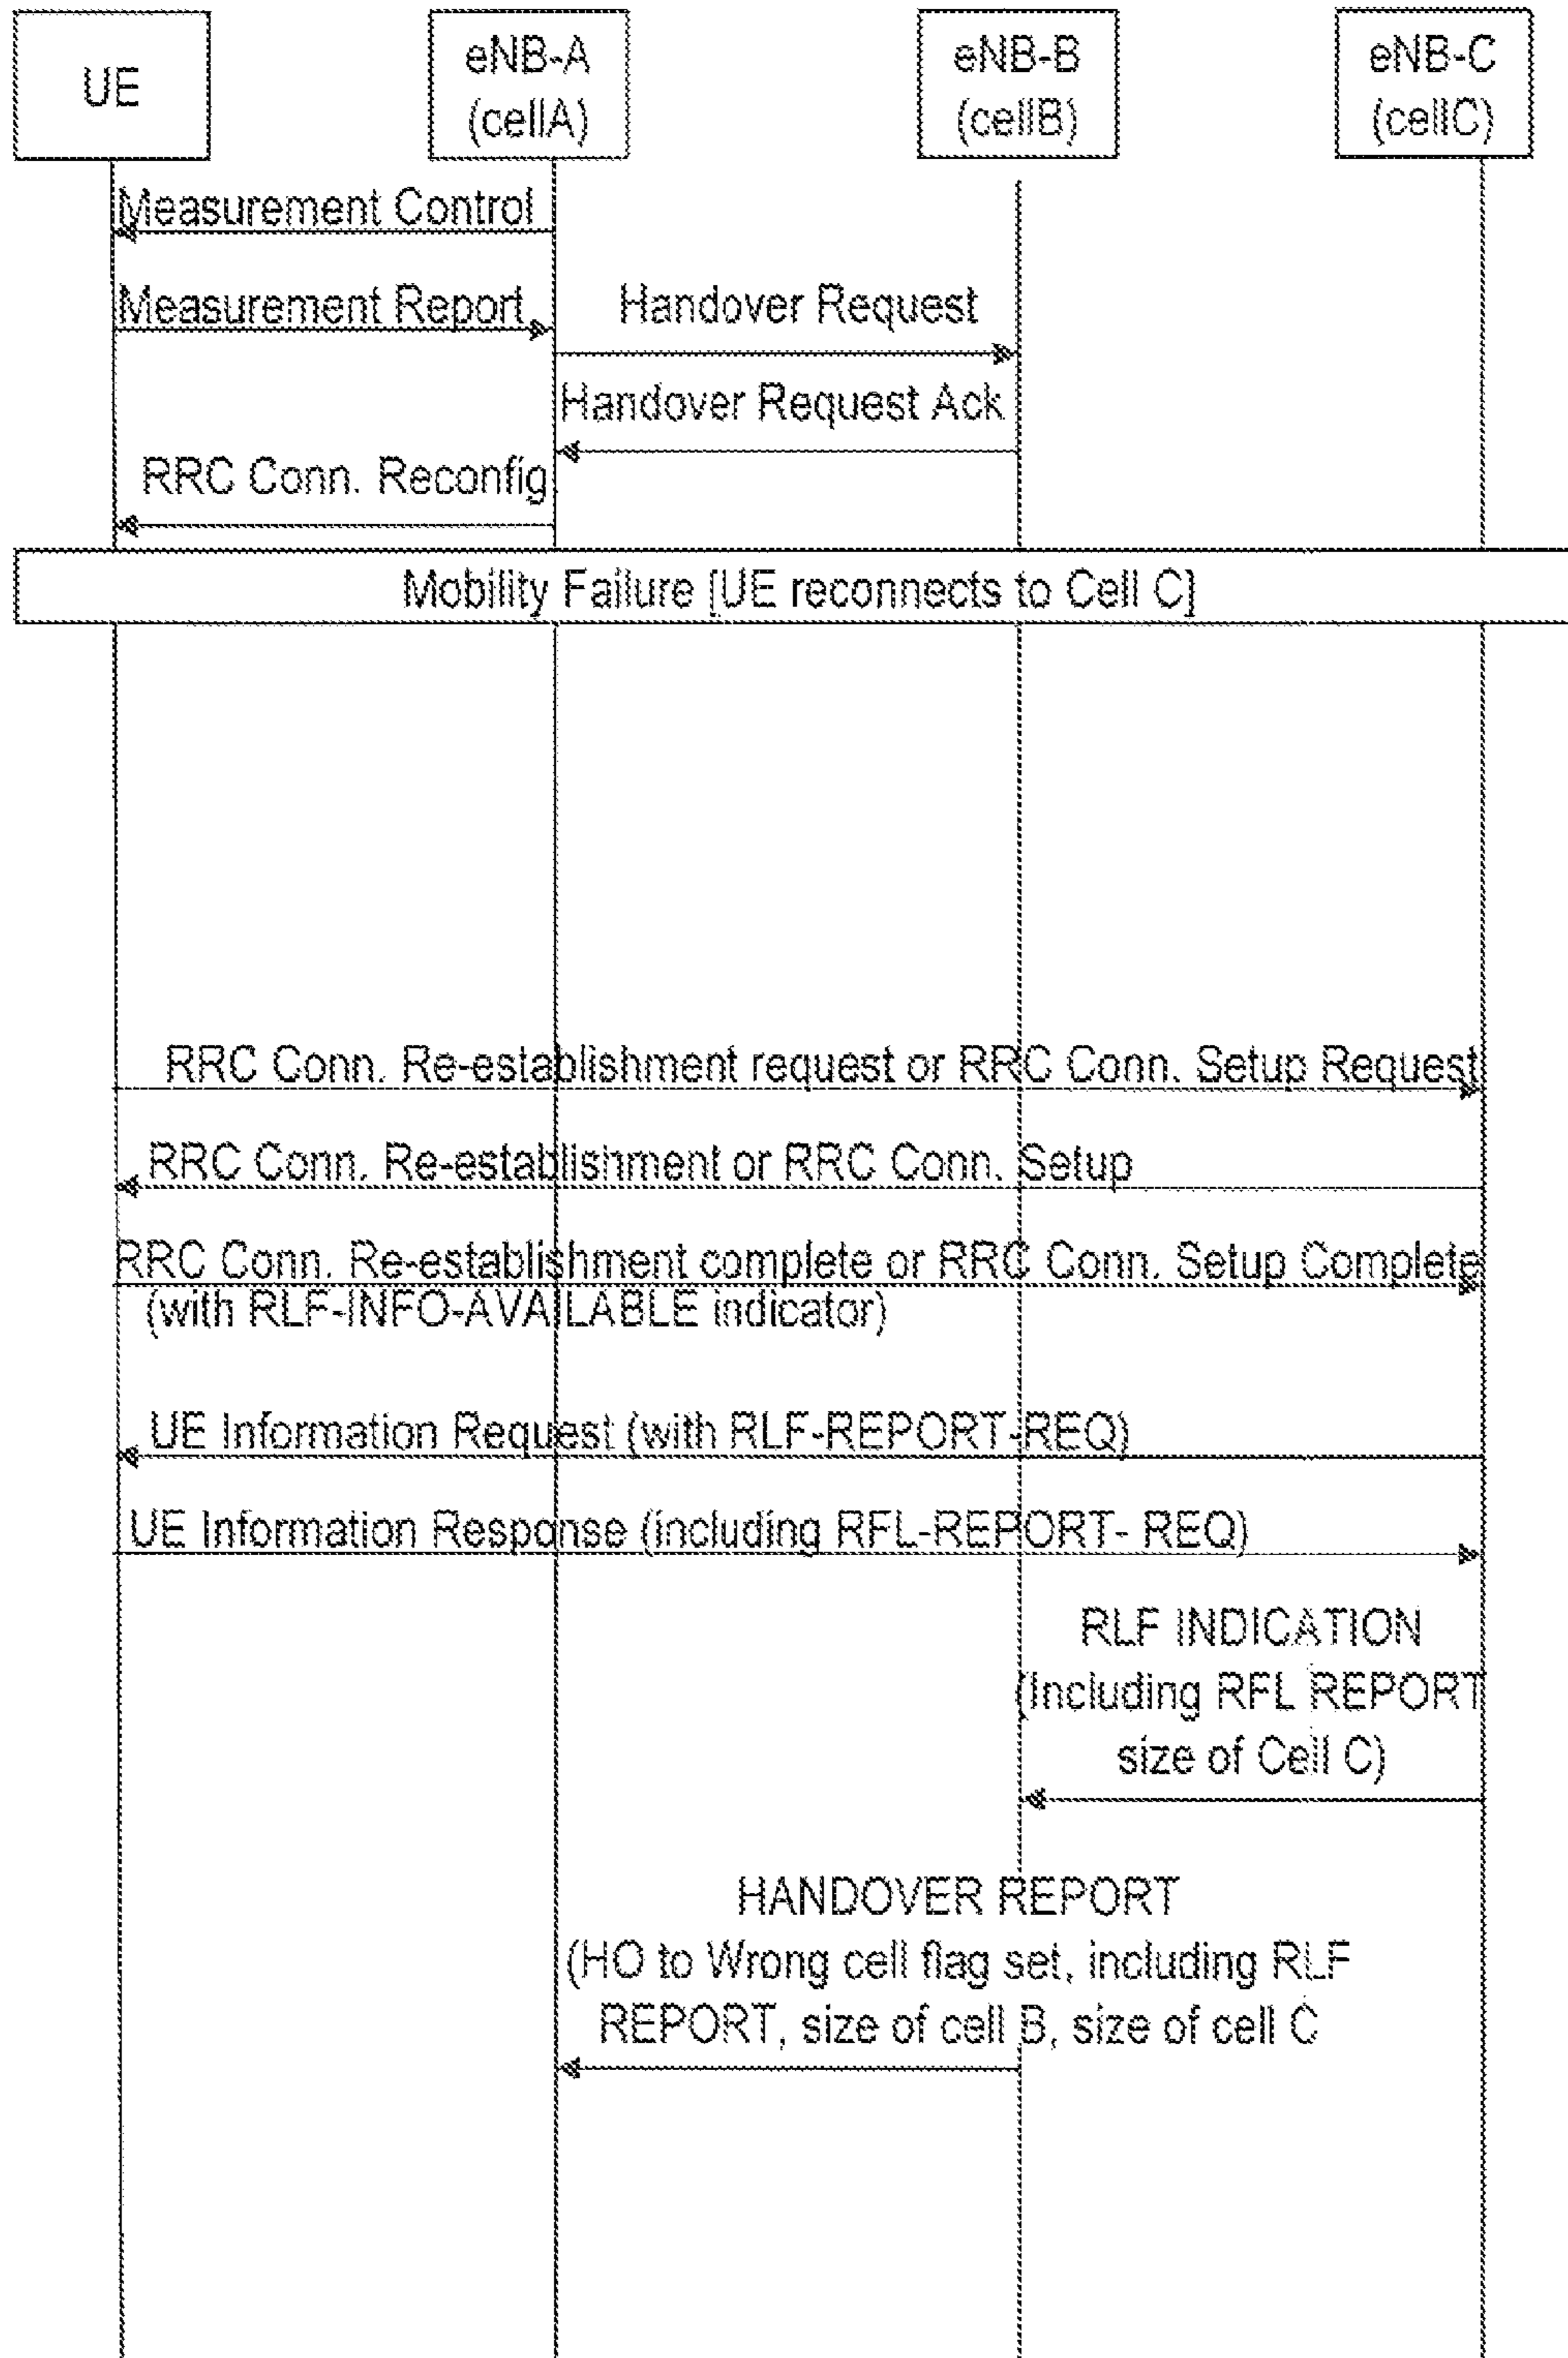 UE
eNB-A
(cellA)
eNB-B
(cellB)
eNB-C
(cellC)
Measurement Control
Measurement Report
Handover Request
Handover Request Ack
RRC Conn. Reconfig
Mobility Failure [UE reconnects to Cell C]
RRC Conn. Re-establishment request or RRC Conn. Setup Request
RRC Conn. Re-establishment or RRC Conn. Setup
RRC Conn. Re-establishment complete or RRC Conn. Setup Complete
(with RLF-INFO-AVAILABLE indicator)
UE Information Request (with RLF-REPORT-REQ)
UE Information Response (including RFL-REPORT- REQ)
RLF INDICATION
(Including RFL REPORT
size of Cell C)
HANDOVER REPORT
(HO to Wrong cell flag set, including RLF
REPORT, size of cell B, size of cell C